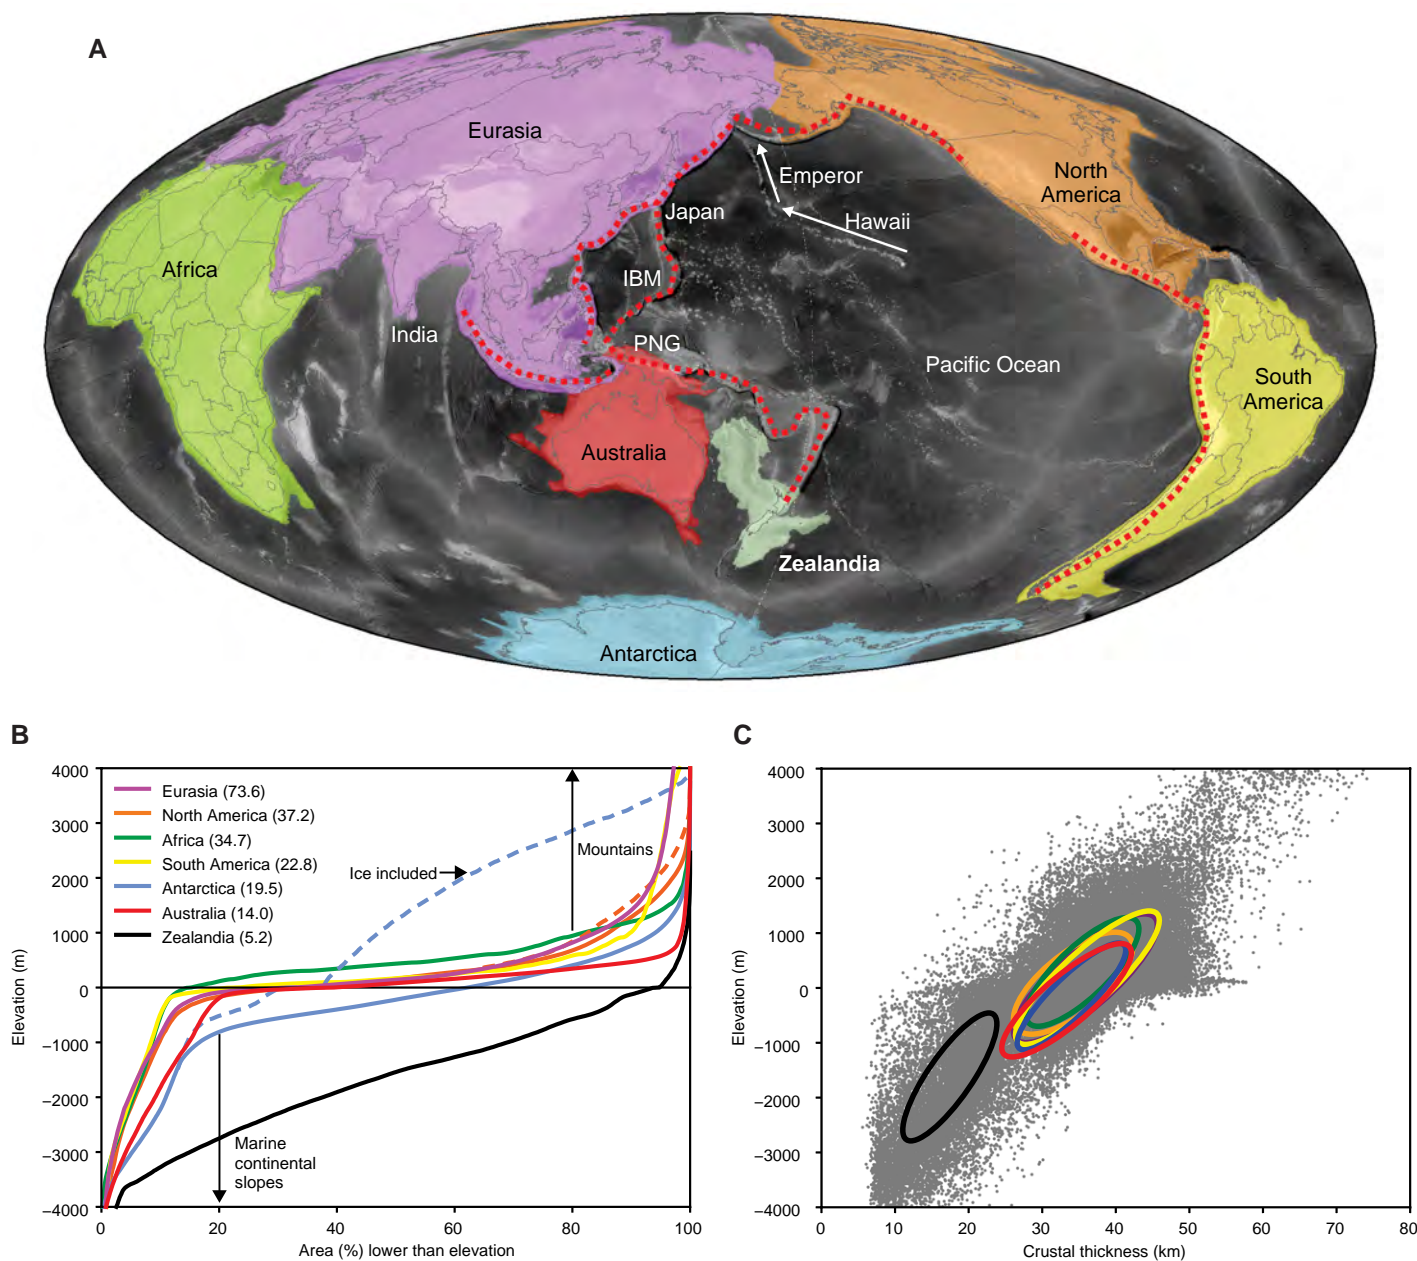 A
Eurasia
Emperor
North
America
Japan
Hawaii
Africa
IBM
India
PNG
Pacific Ocean
South
America
Australia
Zealandia
Antarctica
B
4000
3000
2000
1000
0
−1000
−2000
−3000
−4000
Elevation (m)
Eurasia (73.6)
North America (37.2)
Africa (34.7)
South America (22.8)
Antarctica (19.5)
Australia (14.0)
Zealandia (5.2)
Ice included
Mountains
Marine
continental
slopes
0 20 40 60 80 100
Area (%) lower than elevation
C
4000
3000
2000
1000
0
−1000
−2000
−3000
−4000
Elevation (m)
0 10 20 30 40 50 60 70 80
Crustal thickness (km)